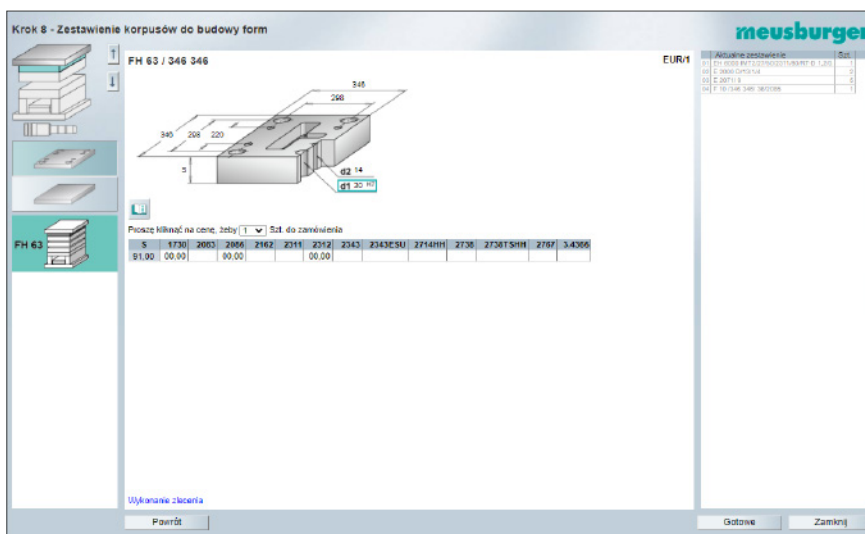 Krok 8 - Zestawienie korpusów do budowy form
meusburger
FH 63 / 346 346
EUR/1
Aktualne zestawienie Szt.
346
298
346 298 220
S
d2 14
d1 30 H7
Proszę kliknąć na cenę, żeby 1 Szt. do zamówienia
S 1730 2083 2086 2162 2311 2312 2343 2343ESU 2714HH 2738 2738TSHH 2767 3.4365
91,00 00,00 00,00 00,00
FH 63
Wykonanie zlecenia
Powrót
Gotowe
Zamknij